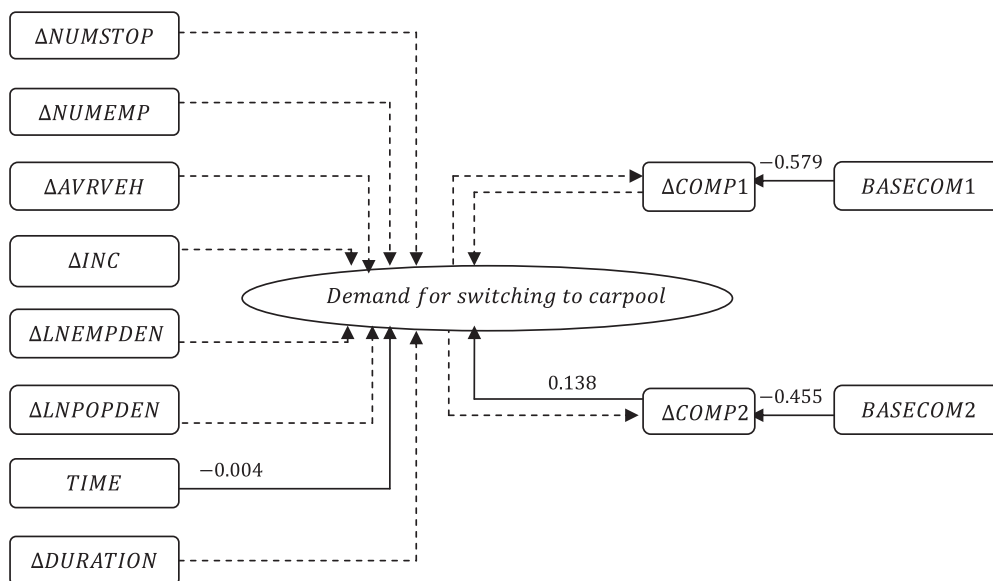 ΔNUMSTOP
ΔNUMEMP
ΔAVRVEH
ΔINC
ΔLNEMPDEN
ΔLNPOPDEN
TIME
−0.004
ΔDURATION
Demand for switching to carpool
ΔCOMP1
−0.579
BASECOM1
0.138
ΔCOMP2
−0.455
BASECOM2